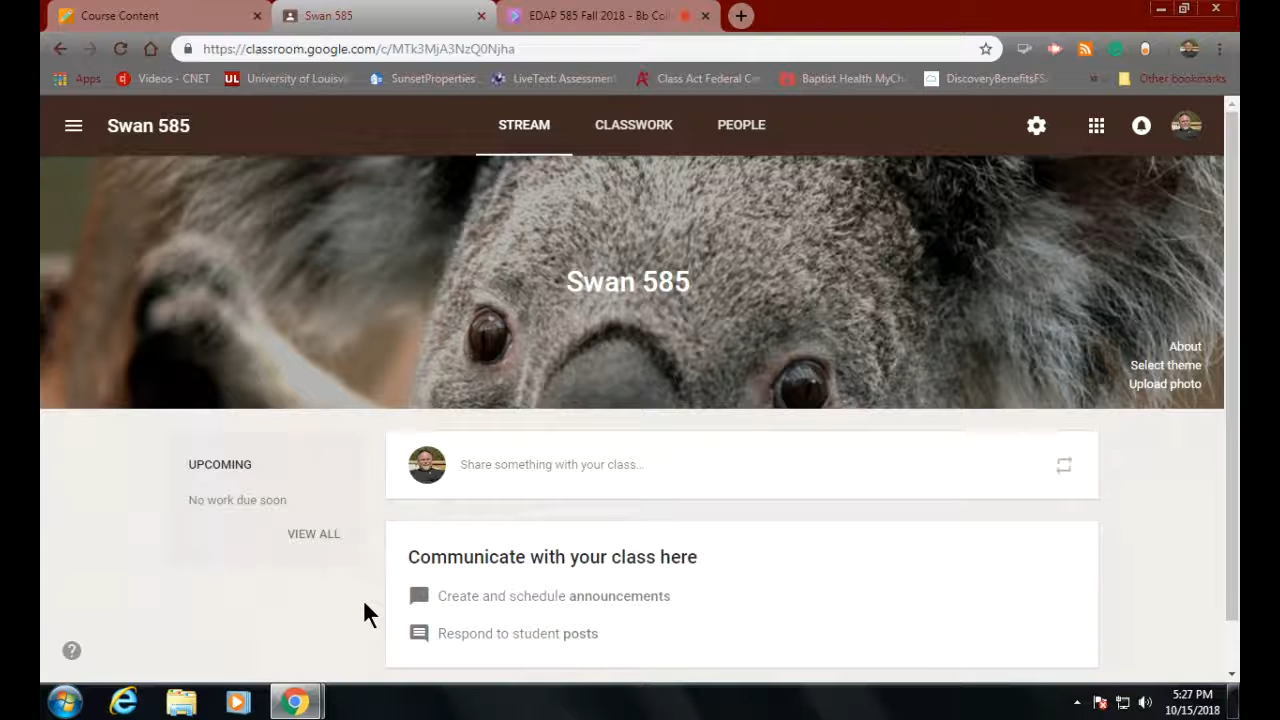 Course Content
Swan 585
EDAP 585 Fall 2018 - Bb Coll
https://classroom.google.com/c/MTk3MjA3NzQ0Njha
Apps
Videos - CNET
UL University of Louisv
SunsetProperties
LiveText: Assessment
Class Act Federal C
Baptist Health MyCh
DiscoveryBenefitsFS
Other bookmarks
Swan 585
STREAM
CLASSWORK
PEOPLE
Swan 585
About
Select theme
Upload photo
UPCOMING
No work due soon
VIEW ALL
Share something with your class...
Communicate with your class here
Create and schedule announcements
Respond to student posts
5:27 PM
10/15/2018